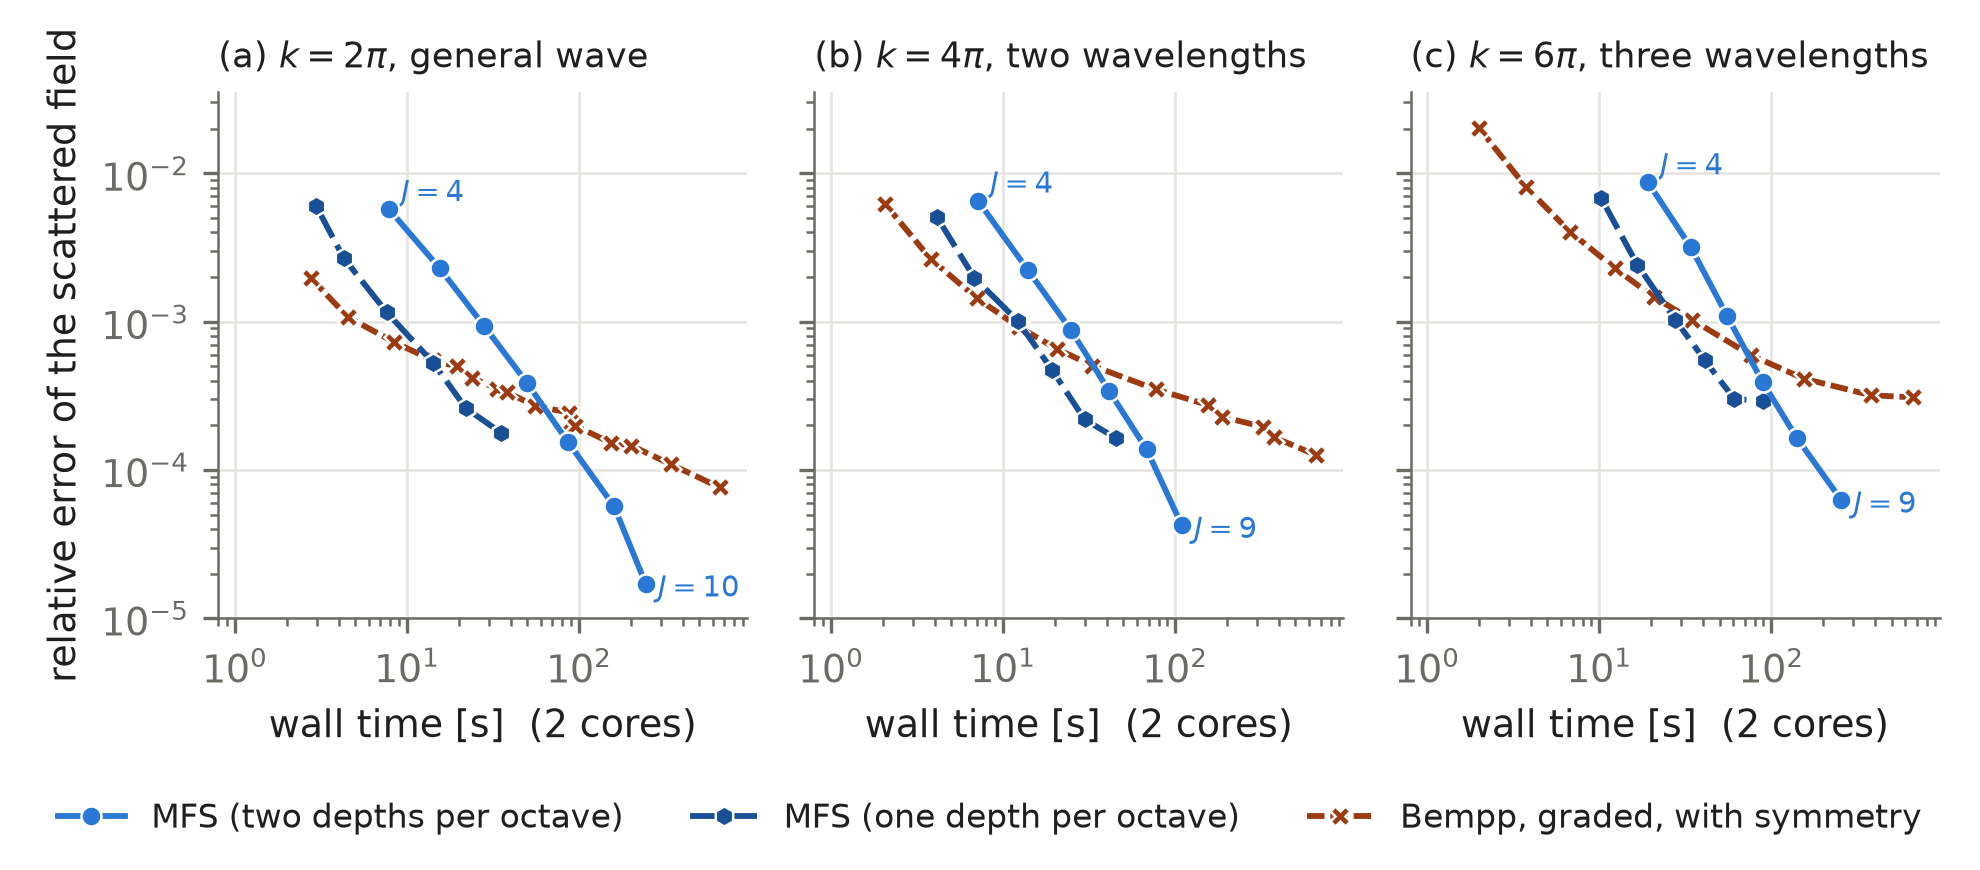 relative error of the scattered field
(a) k = 2π, general wave
(b) k = 4π, two wavelengths
(c) k = 6π, three wavelengths
10⁻²
10⁻³
10⁻⁴
10⁻⁵
J = 4
J = 10
J = 4
J = 9
J = 4
J = 9
10⁰ 10¹ 10²
10⁰ 10¹ 10²
10⁰ 10¹ 10²
wall time [s] (2 cores)
wall time [s] (2 cores)
wall time [s] (2 cores)
MFS (two depths per octave)
MFS (one depth per octave)
Bempp, graded, with symmetry